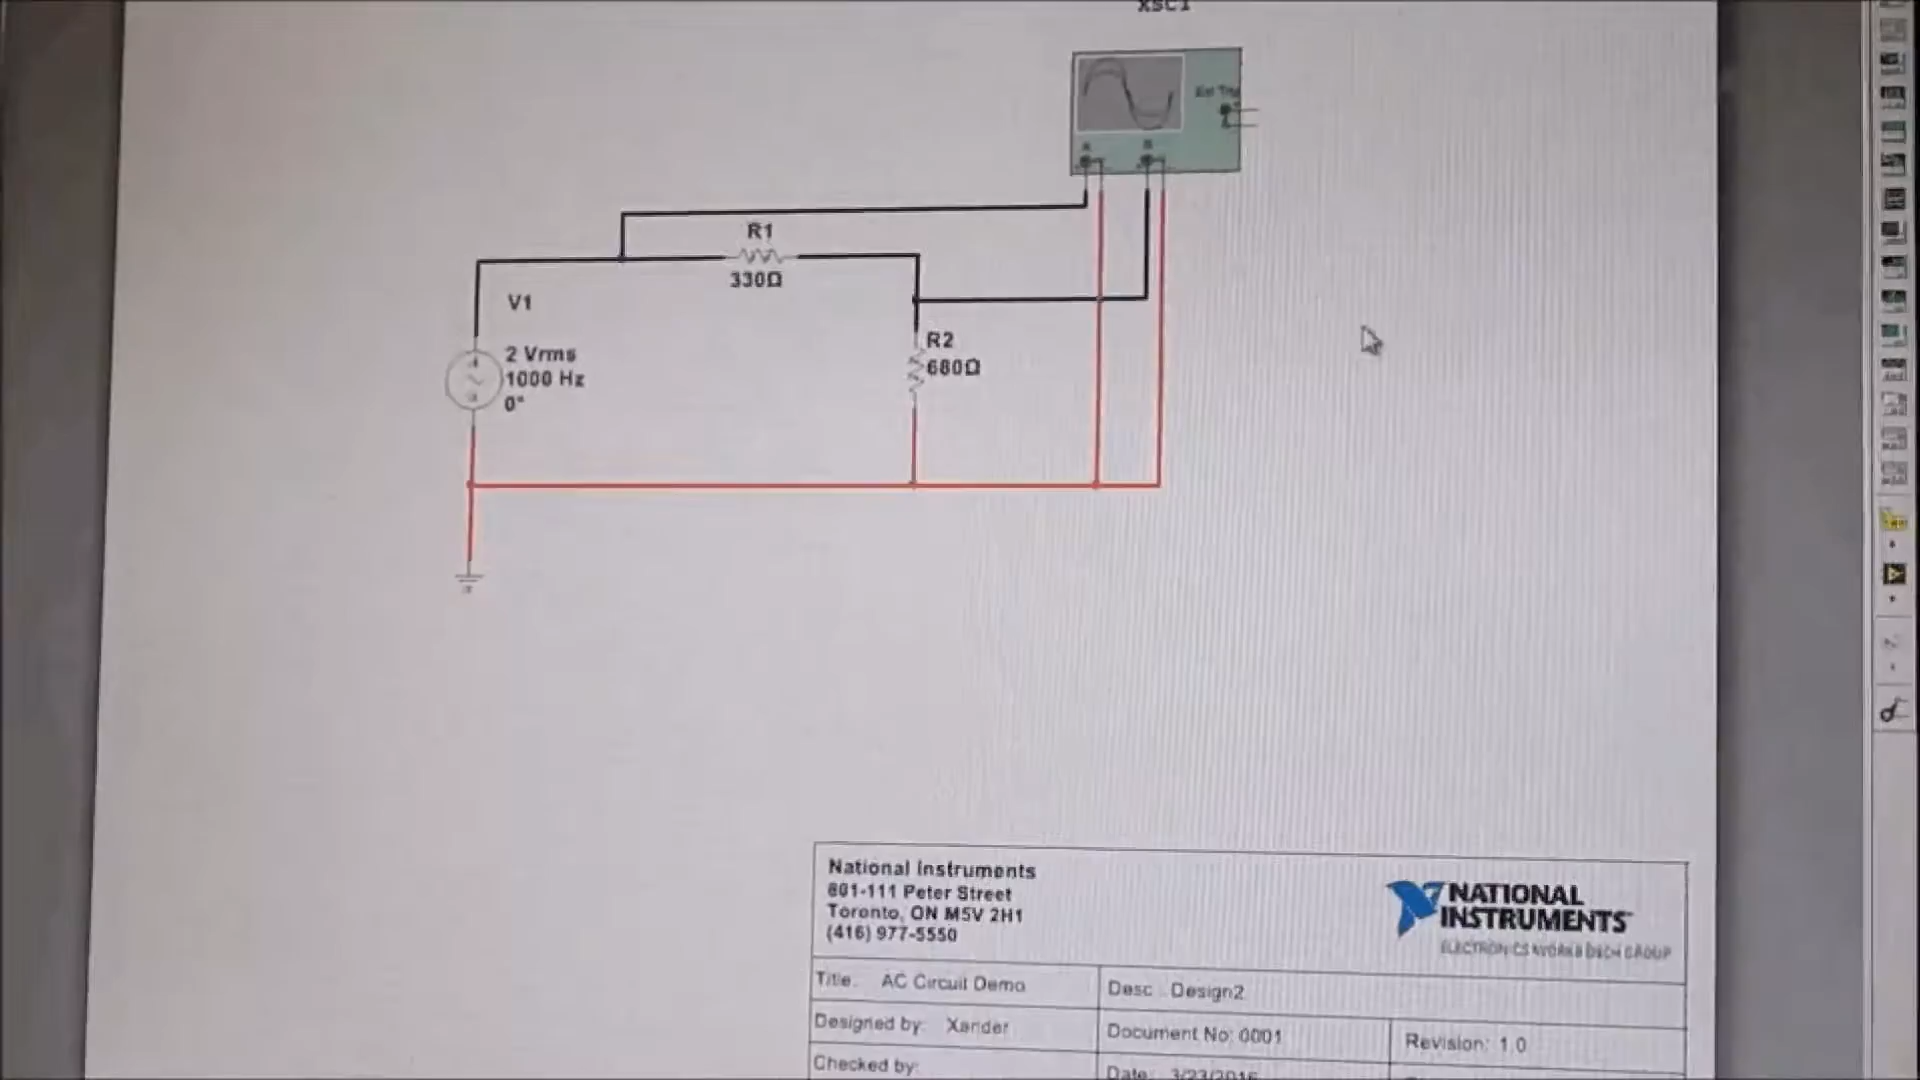 XSC1
Ext Trig
A
B
R1
330Ω
V1
2 Vrms
1000 Hz
0°
R2
680Ω
National Instruments
801-111 Peter Street
Toronto, ON M5V 2H1
(416) 977-5550
NATIONAL
INSTRUMENTS
ELECTRONICS WORKBENCH GROUP
Title: AC Circuit Demo
Desc.: Design2
Designed by: Xander
Document No: 0001
Revision: 1.0
Checked by:
Date: 3/23/2016